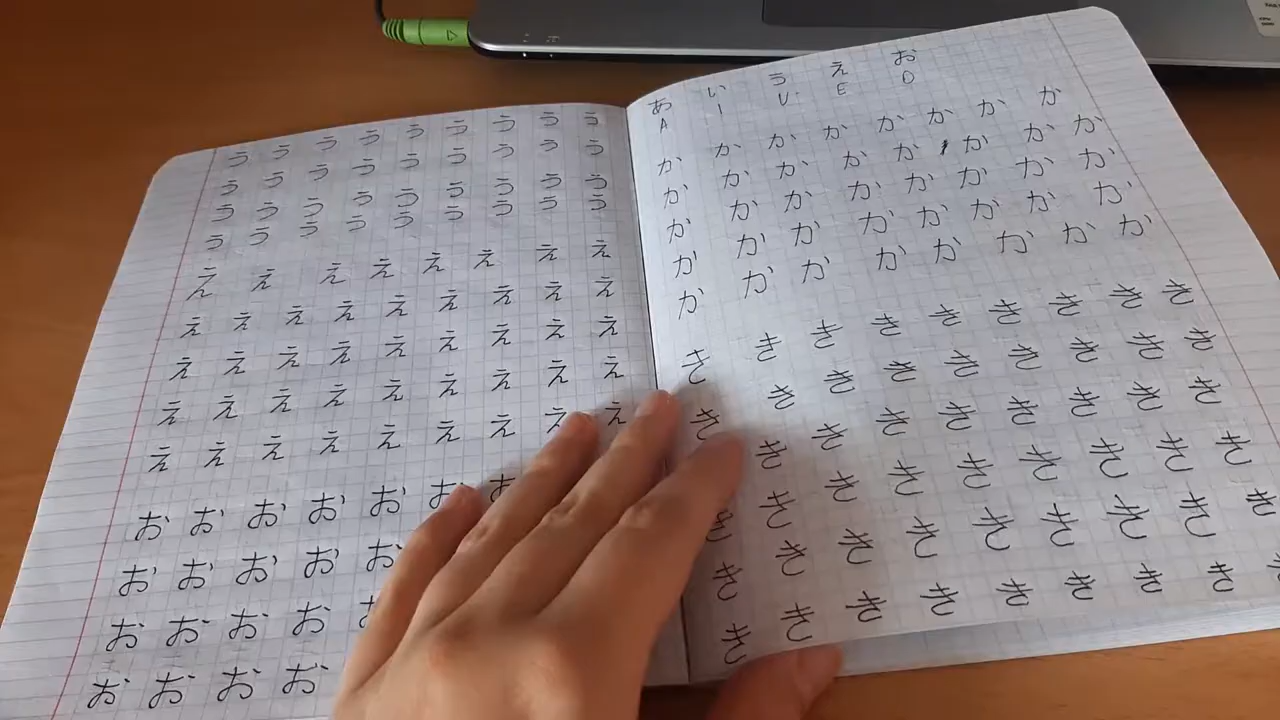 う う う う う う う う う
う う う う う う う う う
う う う う う う う う う
う う う う う う う う う
え え え え え え え え
え え え え え え え え え
え え え え え え え え え
え え え え え え え え え
え え え え え え え え え
お お お お お お お
お お お お お
お お お お
お お お お
あ い う え お
A I U E O
か か か か か か か か
か か か か か か か か
か か か か か か か か
か か か か か か か か
か か か か か か か か
き き き き き き き き き
き き き き き き き き き
き き き き き き き き
き き き き き き き き き
き き き き き き き き き
き き き き き き き き